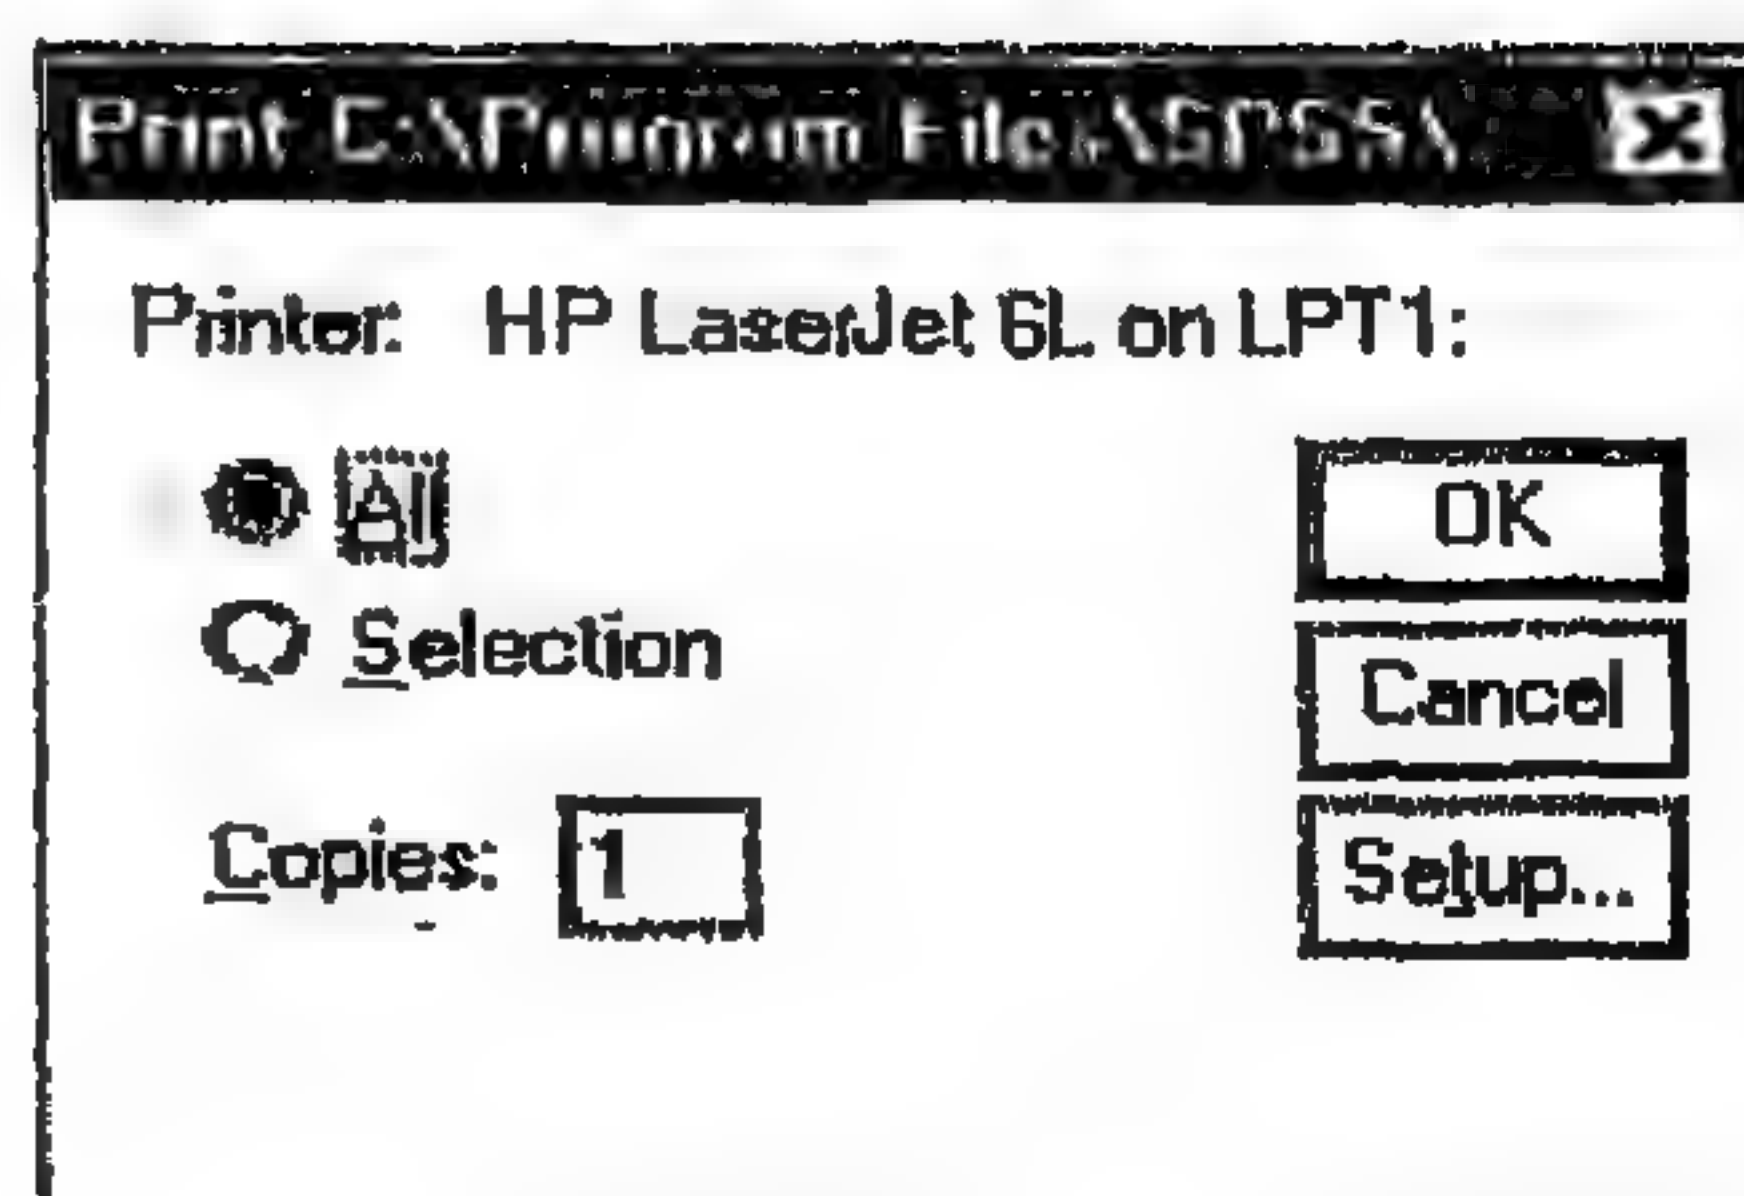 Print C:\Program Files\SPSS\
Printer: HP LaserJet 6L on LPT1:
All
OK
Selection
Cancel
Copies: 1
Setup...